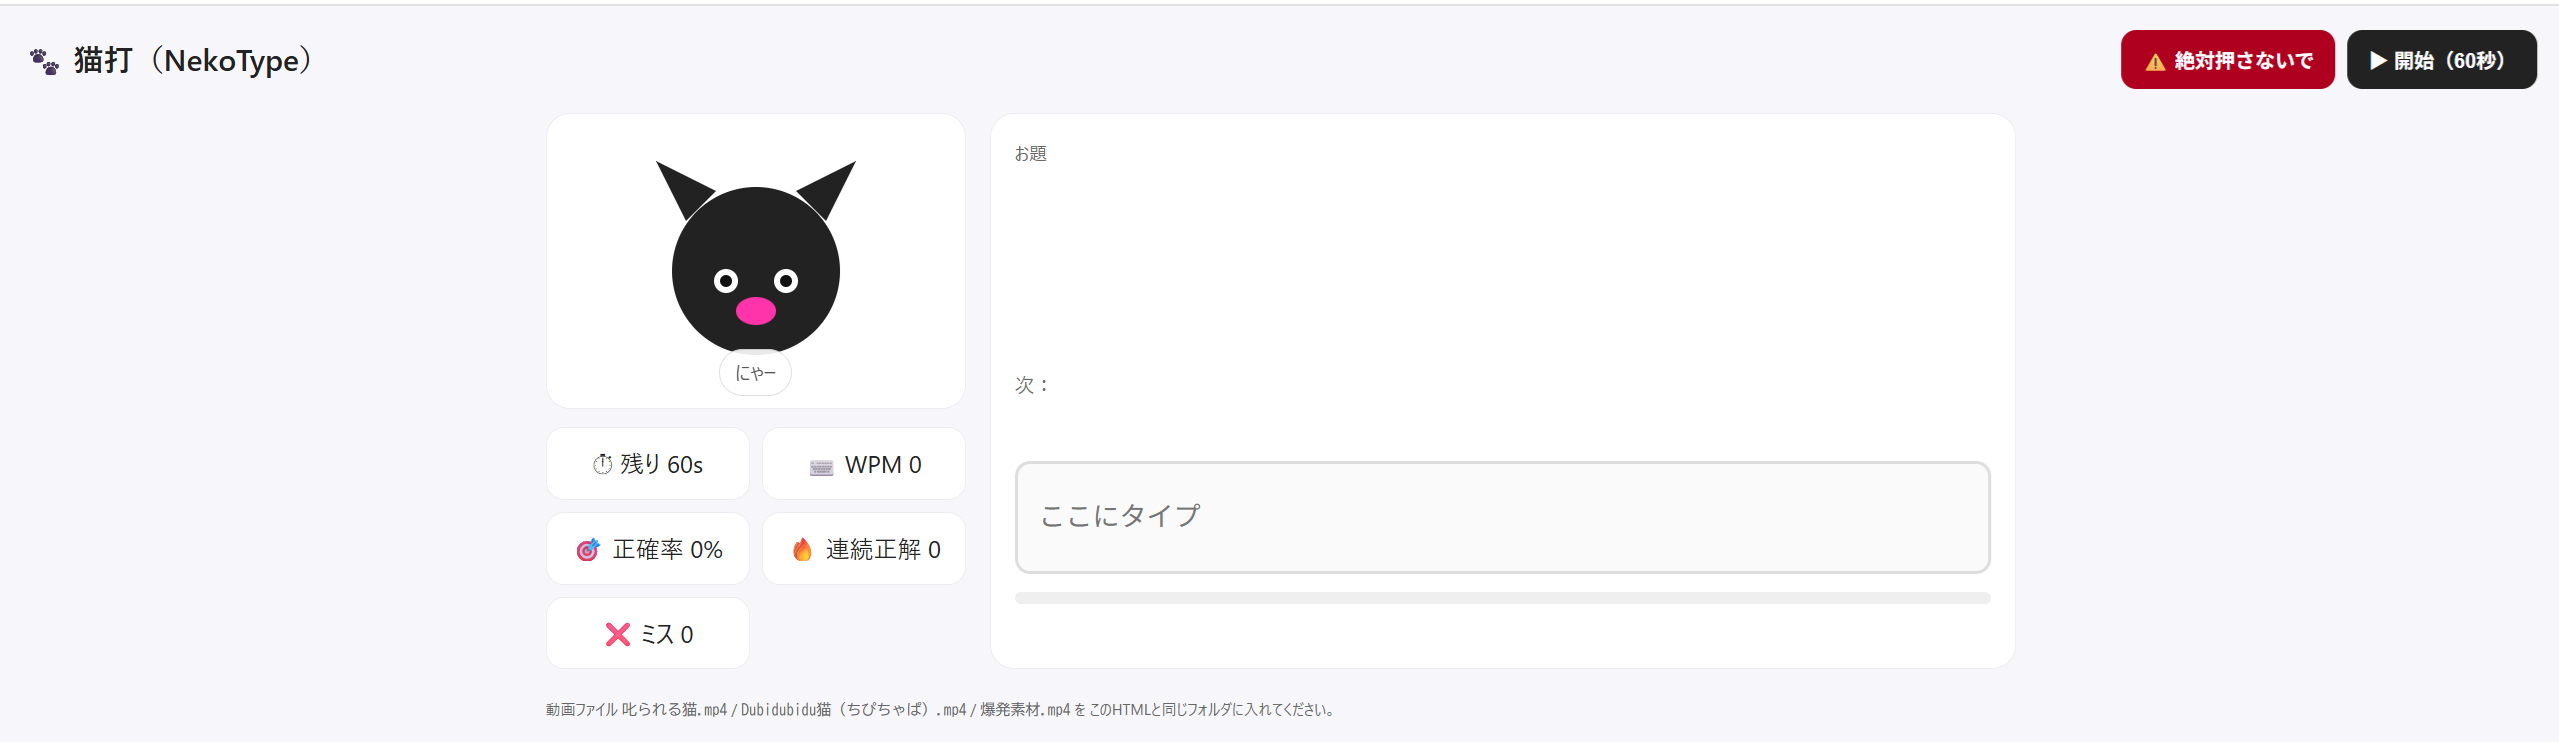 🐾 猫打（NekoType）
⚠️ 絶対押さないで
▶ 開始（60秒）
にゃー
⏱ 残り 60s
⌨️ WPM 0
🎯 正確率 0%
🔥 連続正解 0
❌ ミス 0
お題
次：
ここにタイプ
動画ファイル 叱られる猫.mp4 / Dubidubidu猫（ちぴちゃぱ）.mp4 / 爆発素材.mp4 を このHTMLと同じフォルダに入れてください。